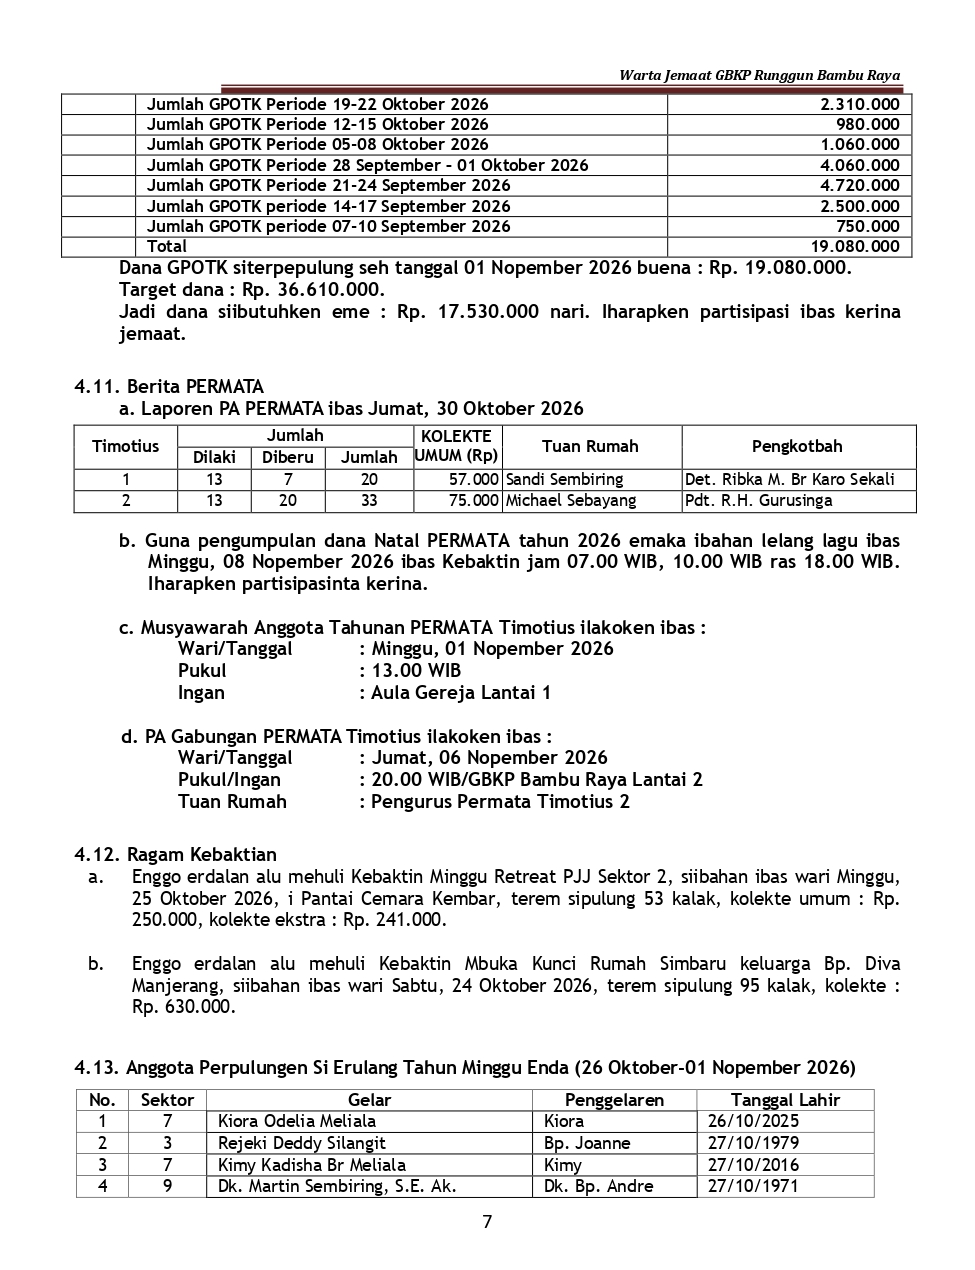 Warta Jemaat GBKP Runggun Bambu Raya
Jumlah GPOTK Periode 19-22 Oktober 2026 2.310.000
Jumlah GPOTK Periode 12-15 Oktober 2026 980.000
Jumlah GPOTK Periode 05-08 Oktober 2026 1.060.000
Jumlah GPOTK Periode 28 September – 01 Oktober 2026 4.060.000
Jumlah GPOTK Periode 21-24 September 2026 4.720.000
Jumlah GPOTK periode 14-17 September 2026 2.500.000
Jumlah GPOTK periode 07-10 September 2026 750.000
Total 19.080.000
Dana GPOTK siterpepulung seh tanggal 01 Nopember 2026 buena : Rp. 19.080.000.
Target dana : Rp. 36.610.000.
Jadi dana siibutuhken eme : Rp. 17.530.000 nari. Iharapken partisipasi ibas kerina
jemaat.
4.11. Berita PERMATA
a. Laporen PA PERMATA ibas Jumat, 30 Oktober 2026
Timotius Jumlah KOLEKTE UMUM (Rp) Tuan Rumah Pengkotbah
Dilaki Diberu Jumlah
1 13 7 20 57.000 Sandi Sembiring Det. Ribka M. Br Karo Sekali
2 13 20 33 75.000 Michael Sebayang Pdt. R.H. Gurusinga
b. Guna pengumpulan dana Natal PERMATA tahun 2026 emaka ibahan lelang lagu ibas
Minggu, 08 Nopember 2026 ibas Kebaktin jam 07.00 WIB, 10.00 WIB ras 18.00 WIB.
Iharapken partisipasinta kerina.
c. Musyawarah Anggota Tahunan PERMATA Timotius ilakoken ibas :
Wari/Tanggal : Minggu, 01 Nopember 2026
Pukul : 13.00 WIB
Ingan : Aula Gereja Lantai 1
d. PA Gabungan PERMATA Timotius ilakoken ibas :
Wari/Tanggal : Jumat, 06 Nopember 2026
Pukul/Ingan : 20.00 WIB/GBKP Bambu Raya Lantai 2
Tuan Rumah : Pengurus Permata Timotius 2
4.12. Ragam Kebaktian
a. Enggo erdalan alu mehuli Kebaktin Minggu Retreat PJJ Sektor 2, siibahan ibas wari Minggu,
25 Oktober 2026, i Pantai Cemara Kembar, terem sipulung 53 kalak, kolekte umum : Rp.
250.000, kolekte ekstra : Rp. 241.000.
b. Enggo erdalan alu mehuli Kebaktin Mbuka Kunci Rumah Simbaru keluarga Bp. Diva
Manjerang, siibahan ibas wari Sabtu, 24 Oktober 2026, terem sipulung 95 kalak, kolekte :
Rp. 630.000.
4.13. Anggota Perpulungen Si Erulang Tahun Minggu Enda (26 Oktober-01 Nopember 2026)
No. Sektor Gelar Penggelaren Tanggal Lahir
1 7 Kiora Odelia Meliala Kiora 26/10/2025
2 3 Rejeki Deddy Silangit Bp. Joanne 27/10/1979
3 7 Kimy Kadisha Br Meliala Kimy 27/10/2016
4 9 Dk. Martin Sembiring, S.E. Ak. Dk. Bp. Andre 27/10/1971
7